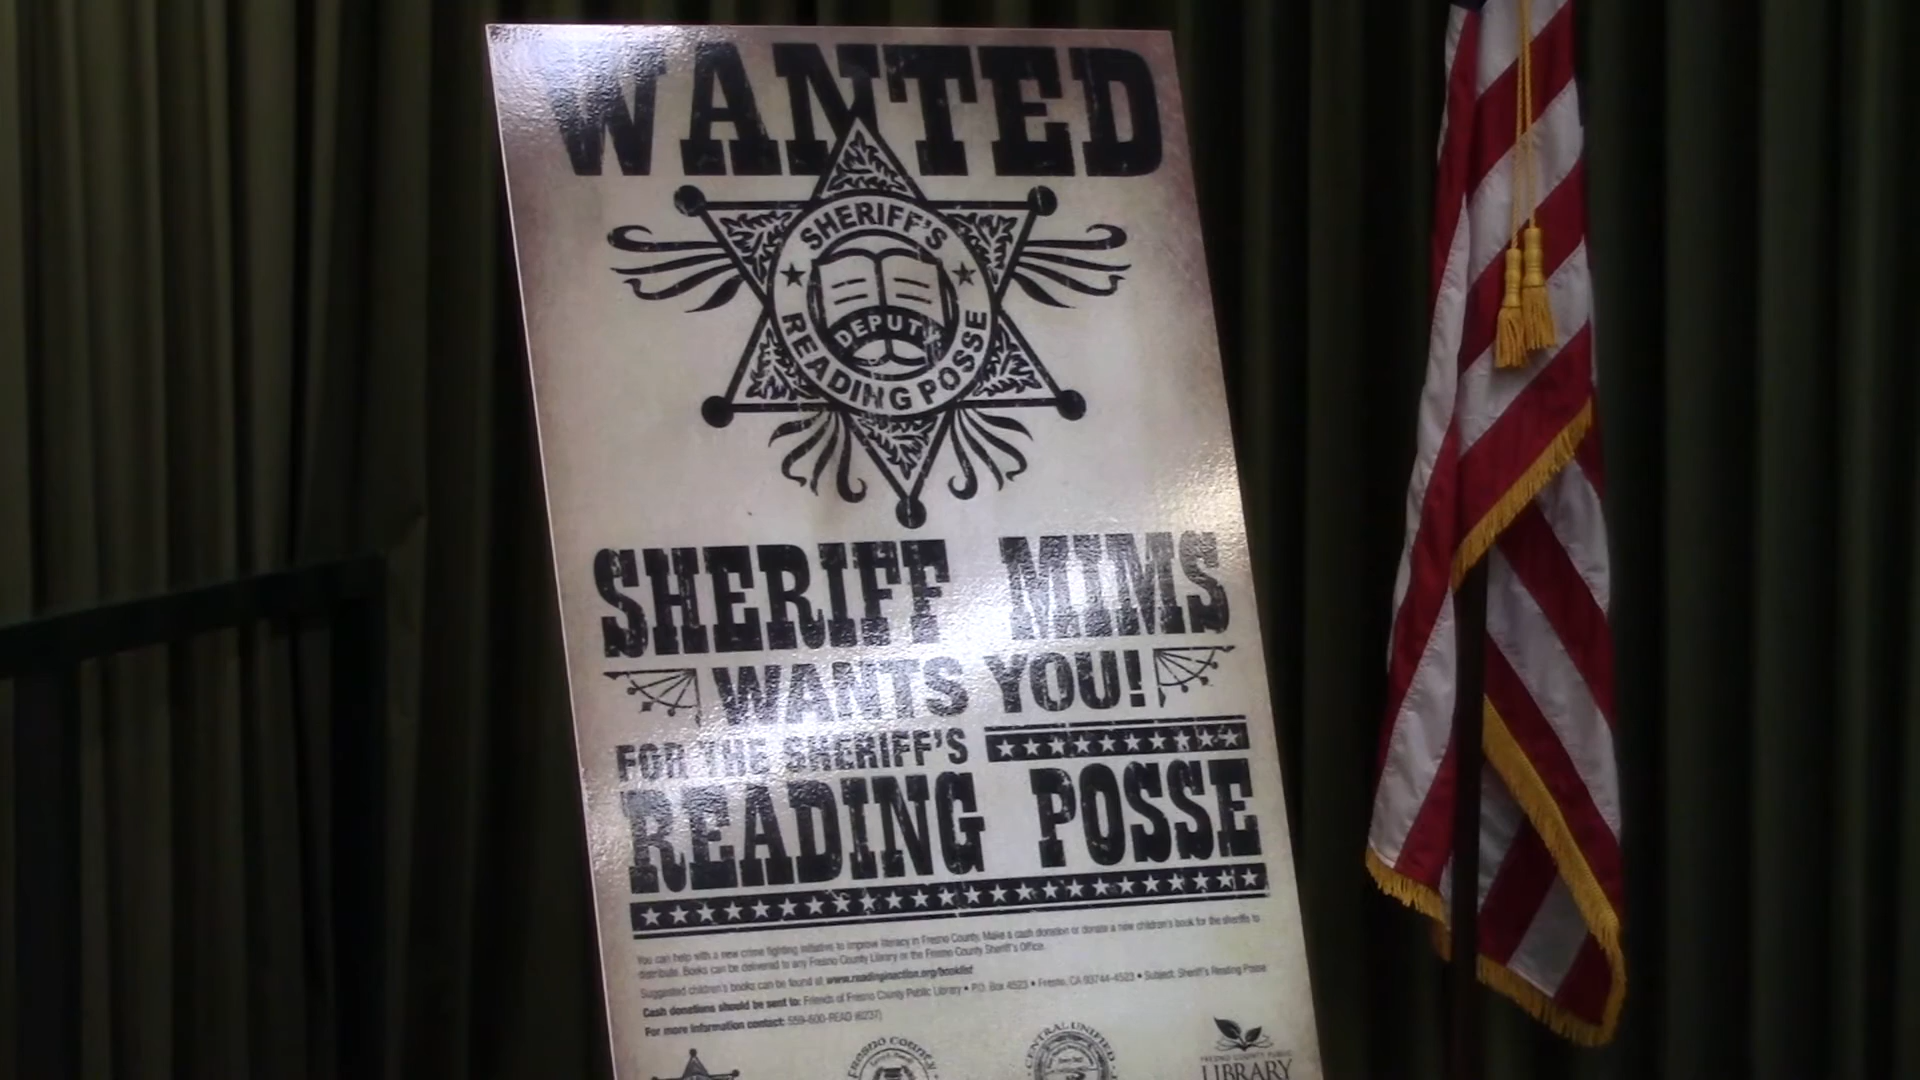 WANTED
SHERIFF'S
DEPUTY
READING POSSE
SHERIFF MIMS
WANTS YOU!
FOR THE SHERIFF'S
READING POSSE
You can help with a new crime fighting initiative to improve literacy in Fresno County. Make a cash donation or donate a new children's book for the sheriffs to
distribute. Books can be delivered to any Fresno County Library or the Fresno County Sheriff's Office.
Suggested children's books can be found at www.readinginaction.org/booklist
Cash donations should be sent to: Friends of Fresno County Public Library • P.O. Box 4523 • Fresno, CA 93744-4523 • Subject: Sheriff's Reading Posse
For more information contact: 559-600-READ (6237)
FRESNO COUNTY
CENTRAL UNIFIED
FRESNO COUNTY PUBLIC
LIBRARY